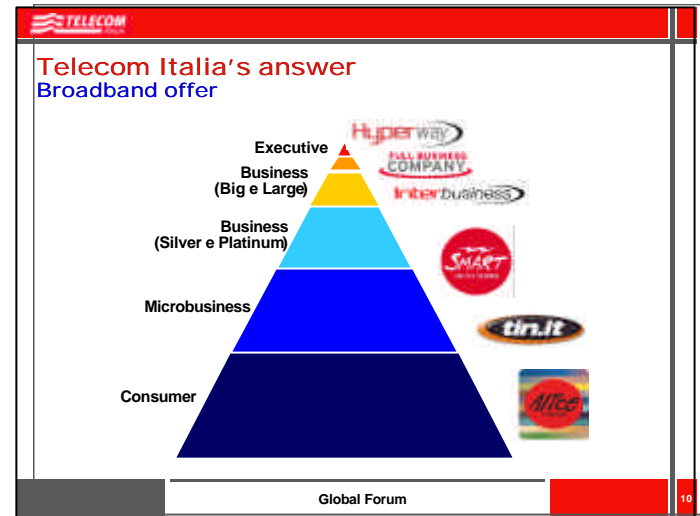 TELECOM
ITALIA
Telecom Italia's answer
Broadband offer
Hyperway
Executive
FULL BUSINESS
COMPANY
Business
(Big e Large)
Interbusiness
Business
(Silver e Platinum)
SMART
Microbusiness
tin.it
Consumer
Alice
Global Forum
10